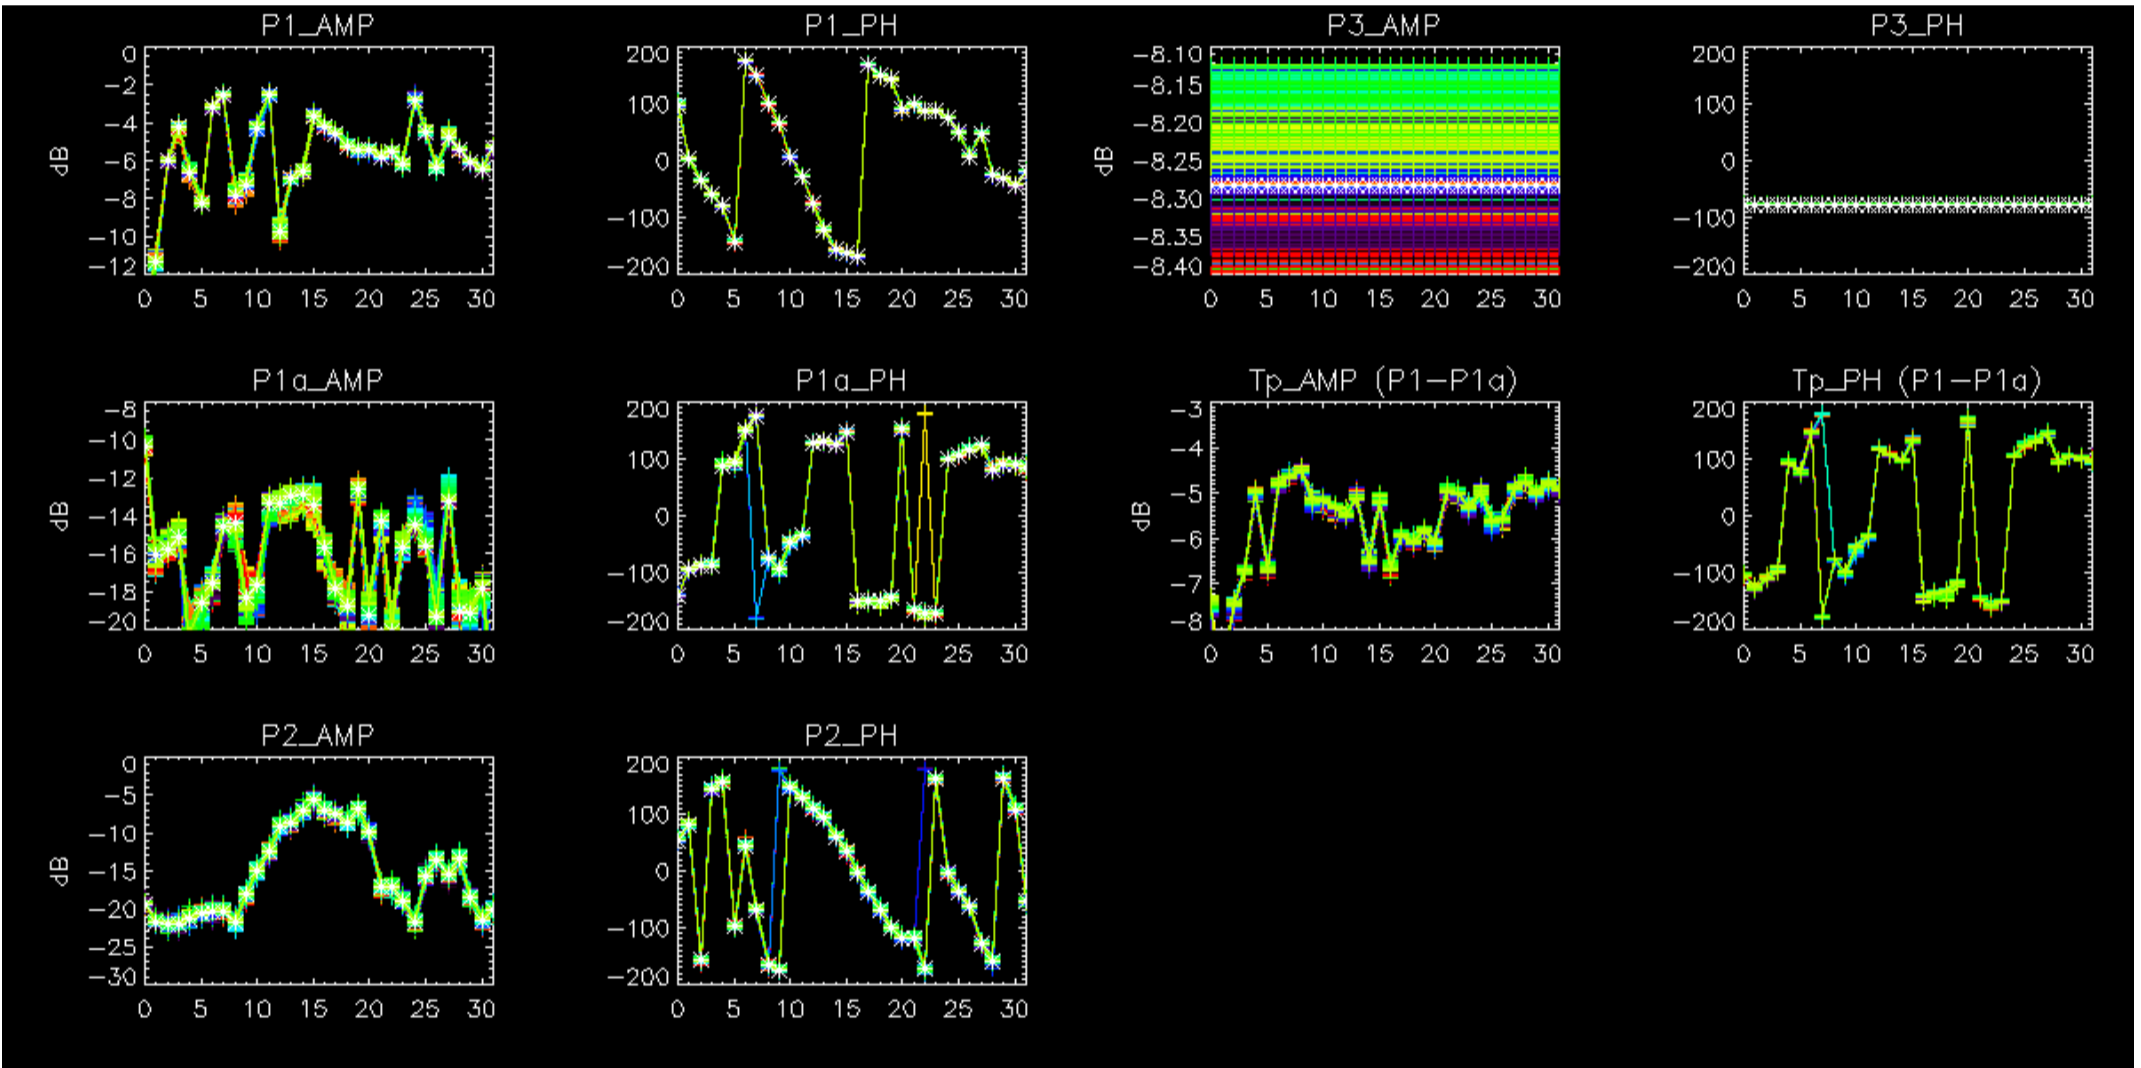 P1_AMP
0
−2
−4
−6
−8
−10
−12
dB
0 5 10 15 20 25 30
P1_PH
200
100
0
−100
−200
0 5 10 15 20 25 30
P3_AMP
−8.10
−8.15
−8.20
−8.25
−8.30
−8.35
−8.40
dB
0 5 10 15 20 25 30
P3_PH
200
100
0
−100
−200
0 5 10 15 20 25 30
P1a_AMP
−8
−10
−12
−14
−16
−18
−20
dB
0 5 10 15 20 25 30
P1a_PH
200
100
0
−100
−200
0 5 10 15 20 25 30
Tp_AMP (P1−P1a)
−3
−4
−5
−6
−7
−8
dB
0 5 10 15 20 25 30
Tp_PH (P1−P1a)
200
100
0
−100
−200
0 5 10 15 20 25 30
P2_AMP
0
−5
−10
−15
−20
−25
−30
dB
0 5 10 15 20 25 30
P2_PH
200
100
0
−100
−200
0 5 10 15 20 25 30